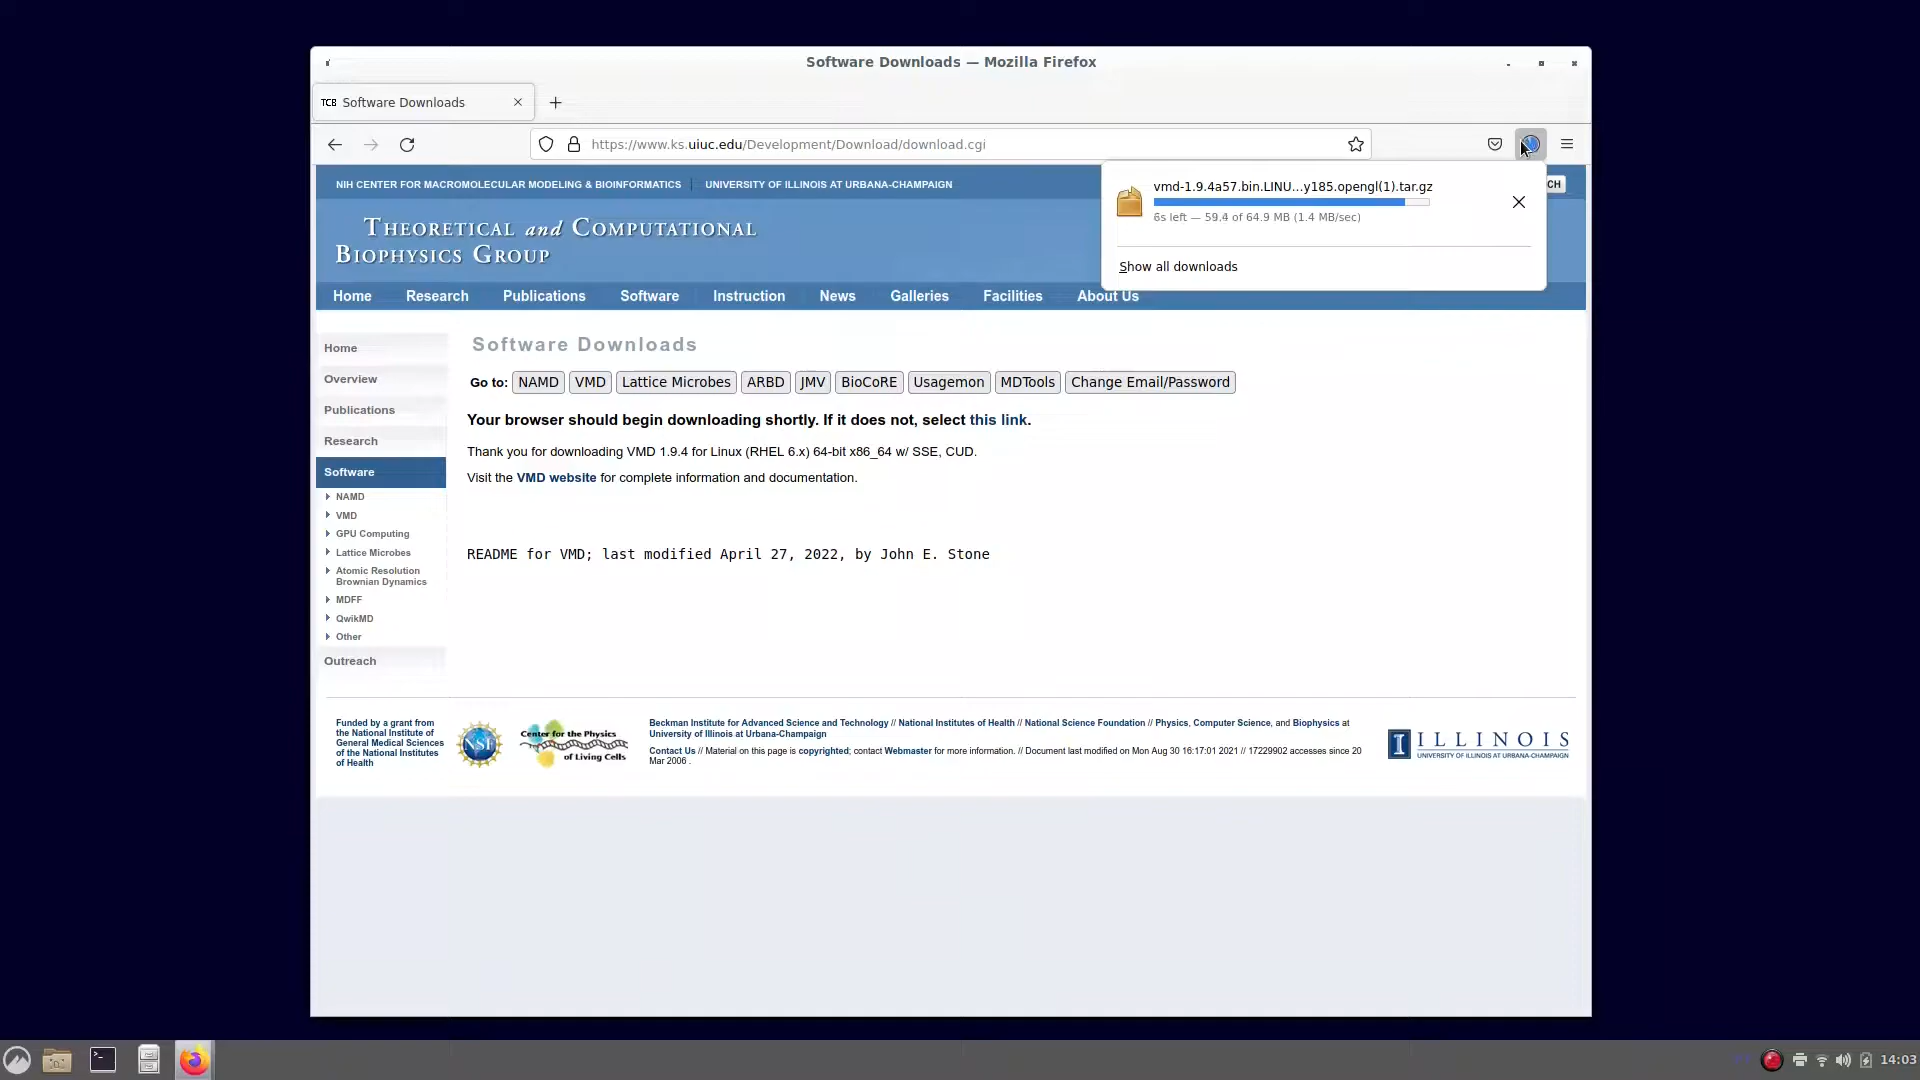 Software Downloads — Mozilla Firefox
TCB Software Downloads
https://www.ks.uiuc.edu/Development/Download/download.cgi
NIH CENTER FOR MACROMOLECULAR MODELING & BIOINFORMATICS | UNIVERSITY OF ILLINOIS AT URBANA-CHAMPAIGN
CH
vmd-1.9.4a57.bin.LINU...y185.opengl(1).tar.gz
6s left — 59.4 of 64.9 MB (1.4 MB/sec)
Show all downloads
THEORETICAL and COMPUTATIONAL
BIOPHYSICS GROUP
Home Research Publications Software Instruction News Galleries Facilities About Us
Home
Overview
Publications
Research
Software
NAMD
VMD
GPU Computing
Lattice Microbes
Atomic Resolution
Brownian Dynamics
MDFF
QwikMD
Other
Outreach
Software Downloads
Go to: NAMD VMD Lattice Microbes ARBD JMV BioCoRE Usagemon MDTools Change Email/Password
Your browser should begin downloading shortly. If it does not, select this link.
Thank you for downloading VMD 1.9.4 for Linux (RHEL 6.x) 64-bit x86_64 w/ SSE, CUD.
Visit the VMD website for complete information and documentation.
README for VMD; last modified April 27, 2022, by John E. Stone
Funded by a grant from
the National Institute of
General Medical Sciences
of the National Institutes
of Health
NSF
Center for the Physics
of Living Cells
Beckman Institute for Advanced Science and Technology // National Institutes of Health // National Science Foundation // Physics, Computer Science, and Biophysics at
University of Illinois at Urbana-Champaign
Contact Us // Material on this page is copyrighted; contact Webmaster for more information. // Document last modified on Mon Aug 30 16:17:01 2021 // 17229902 accesses since 20
Mar 2006 .
I ILLINOIS
UNIVERSITY OF ILLINOIS AT URBANA-CHAMPAIGN
14:03